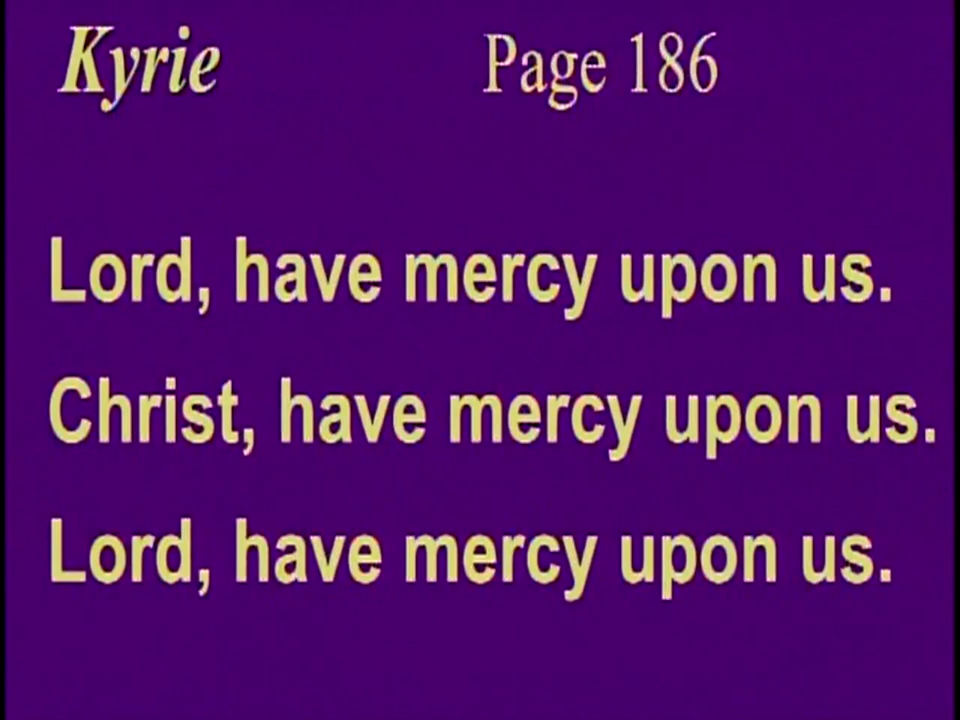 Kyrie Page 186
Lord, have mercy upon us.
Christ, have mercy upon us.
Lord, have mercy upon us.